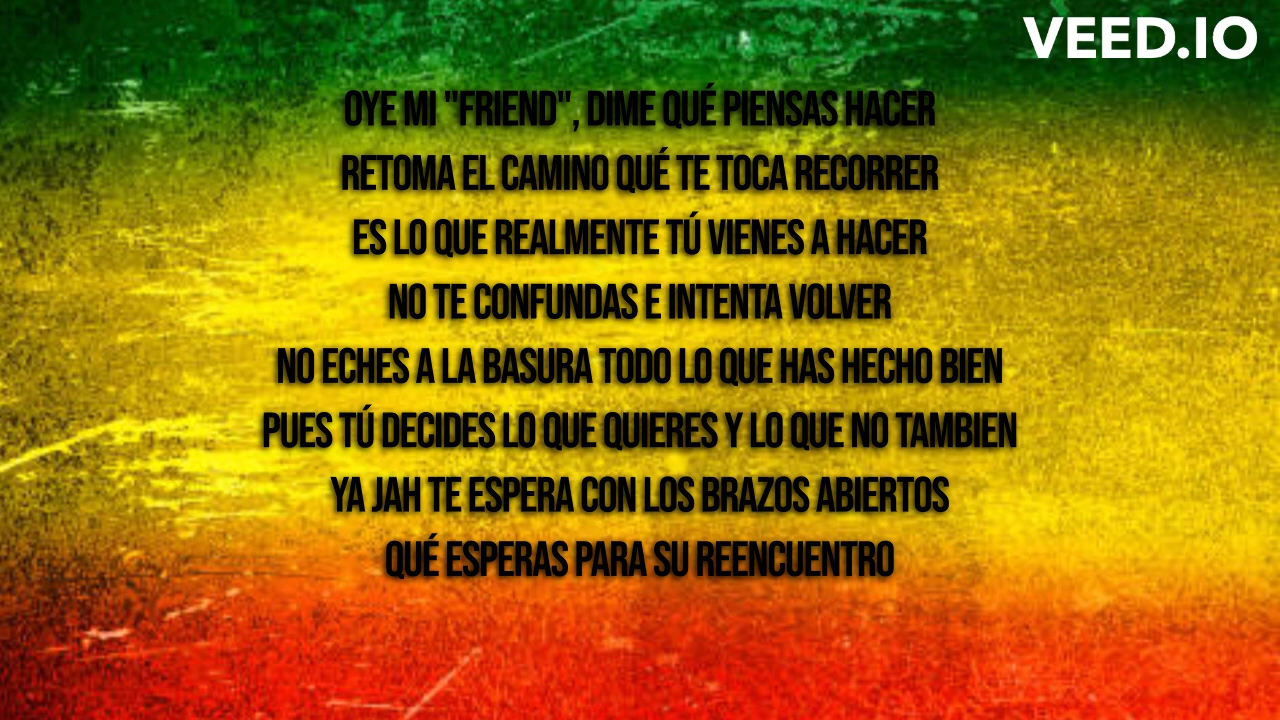 VEED.IO
OYE MI "FRIEND", DIME QUÉ PIENSAS HACER
RETOMA EL CAMINO QUÉ TE TOCA RECORRER
ES LO QUE REALMENTE TÚ VIENES A HACER
NO TE CONFUNDAS E INTENTA VOLVER
NO ECHES A LA BASURA TODO LO QUE HAS HECHO BIEN
PUES TÚ DECIDES LO QUE QUIERES Y LO QUE NO TAMBIEN
YA JAH TE ESPERA CON LOS BRAZOS ABIERTOS
QUÉ ESPERAS PARA SU REENCUENTRO